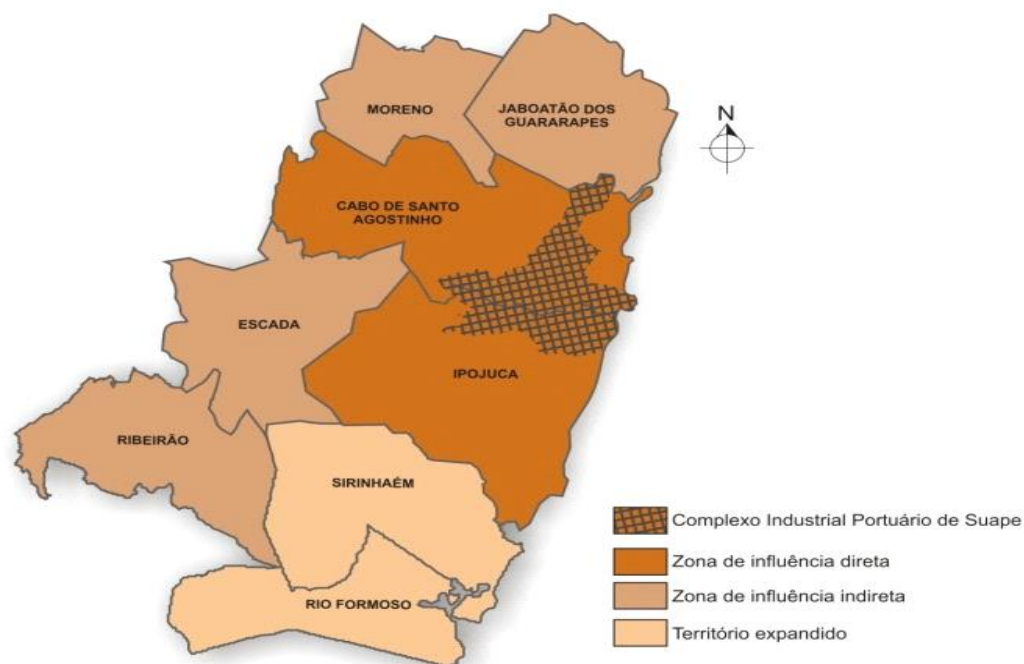 MORENO
JABOATÃO DOS
GUARARAPES
N
CABO DE SANTO
AGOSTINHO
ESCADA
IPOJUCA
RIBEIRÃO
SIRINHAÉM
RIO FORMOSO
Complexo Industrial Portuário de Suape
Zona de influência direta
Zona de influência indireta
Território expandido